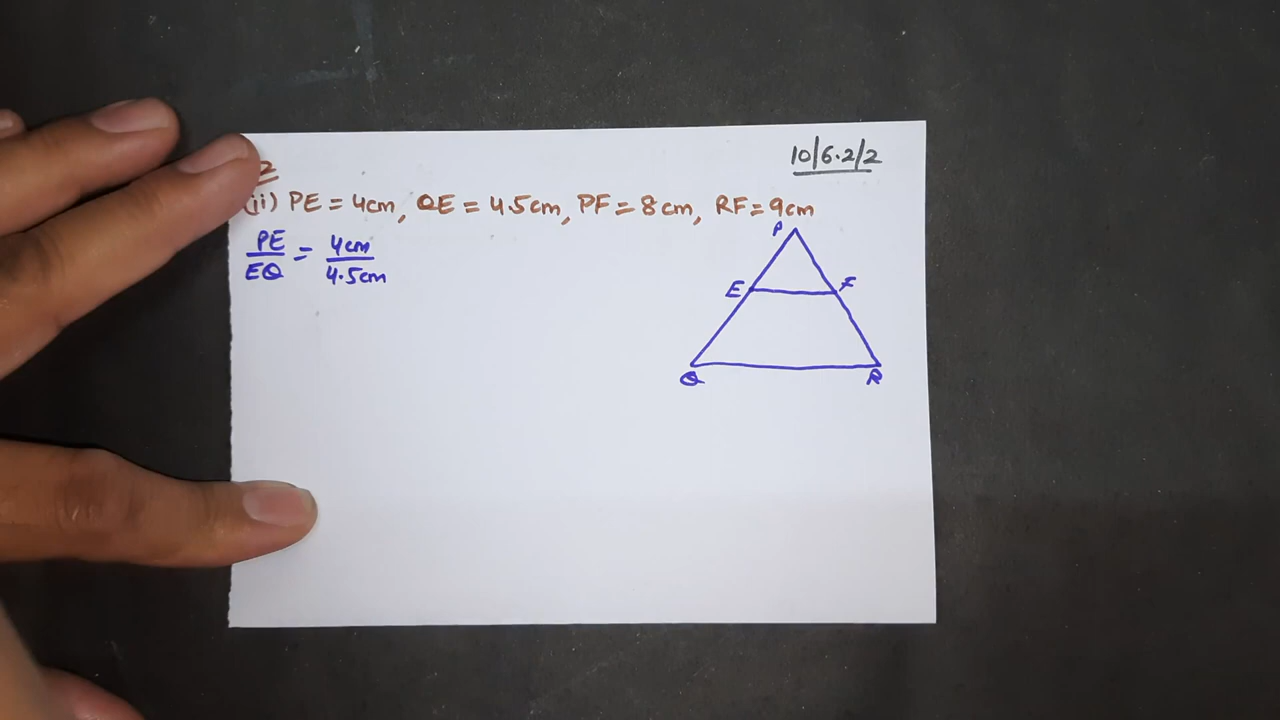 10/6.2/2
2
(ii) PE = 4cm, QE = 4.5cm, PF = 8cm, RF = 9cm
PE/EQ = 4cm/4.5cm
P
E F
Q R